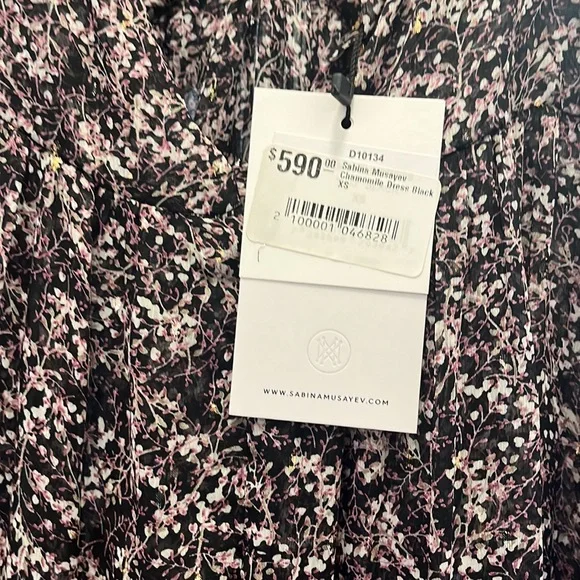 D10134
$590.00
Sabina Musayev
Chamomile Dress Black
XS
2 100001 046828
WWW.SABINAMUSAYEV.COM